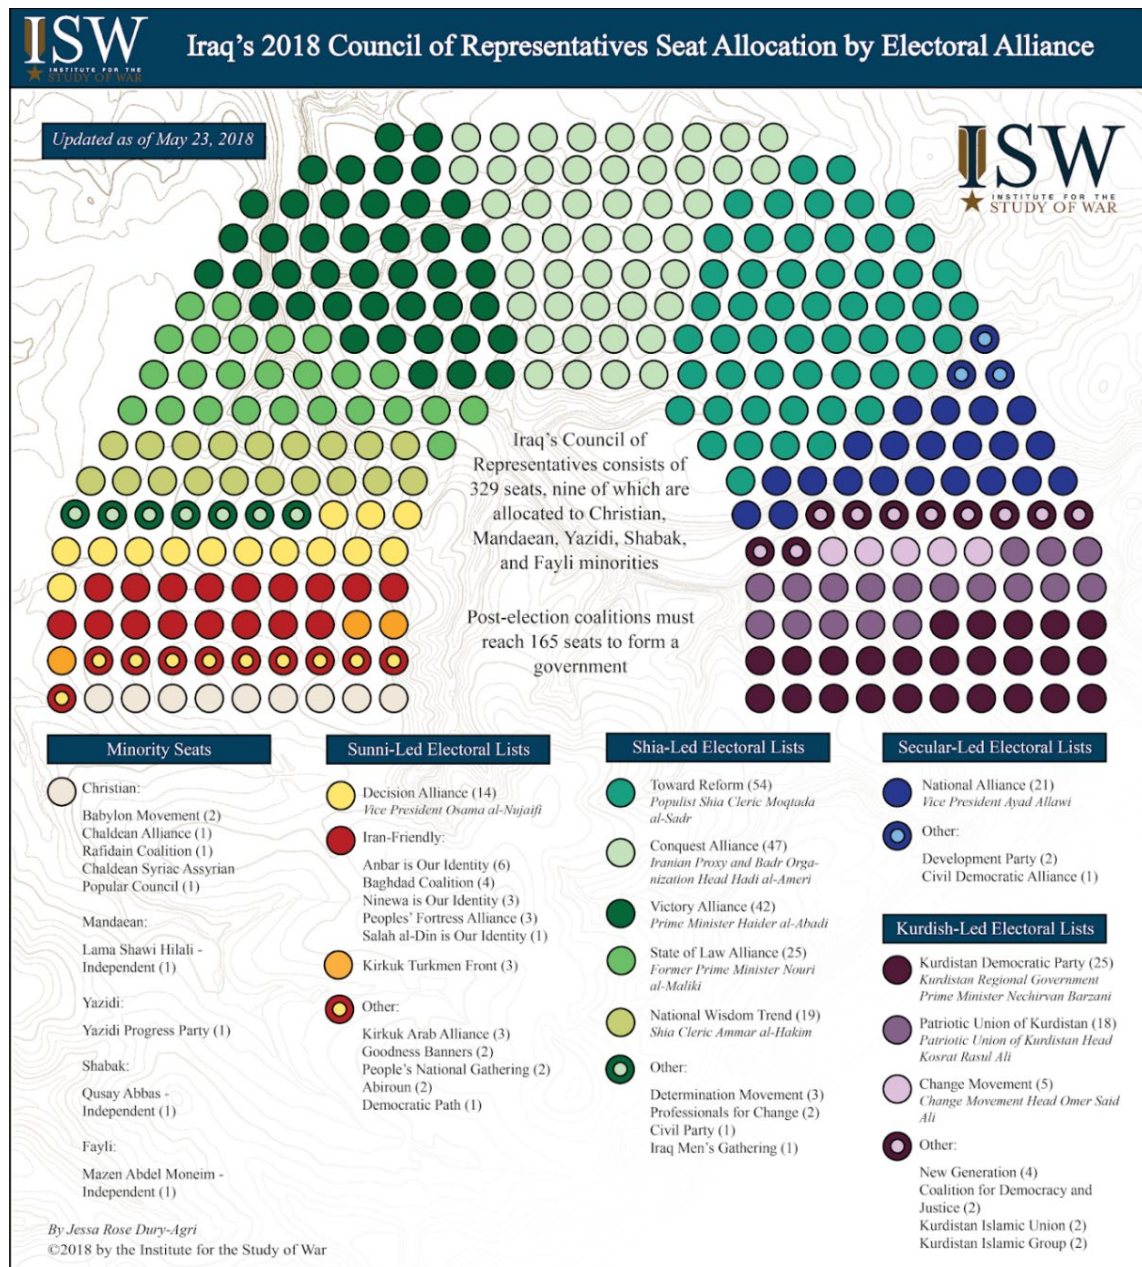 ISW
INSTITUTE FOR THE
STUDY OF WAR
Iraq's 2018 Council of Representatives Seat Allocation by Electoral Alliance
Updated as of May 23, 2018
ISW
INSTITUTE FOR THE
STUDY OF WAR
Iraq's Council of
Representatives consists of
329 seats, nine of which are
allocated to Christian,
Mandaean, Yazidi, Shabak,
and Fayli minorities
Post-election coalitions must
reach 165 seats to form a
government
Minority Seats
Christian:
Babylon Movement (2)
Chaldean Alliance (1)
Rafidain Coalition (1)
Chaldean Syriac Assyrian
Popular Council (1)
Mandaean:
Lama Shawi Hilali -
Independent (1)
Yazidi:
Yazidi Progress Party (1)
Shabak:
Qusay Abbas -
Independent (1)
Fayli:
Mazen Abdel Moneim -
Independent (1)
Sunni-Led Electoral Lists
Decision Alliance (14)
Vice President Osama al-Nujaifi
Iran-Friendly:
Anbar is Our Identity (6)
Baghdad Coalition (4)
Ninewa is Our Identity (3)
Peoples' Fortress Alliance (3)
Salah al-Din is Our Identity (1)
Kirkuk Turkmen Front (3)
Other:
Kirkuk Arab Alliance (3)
Goodness Banners (2)
People's National Gathering (2)
Abiroun (2)
Democratic Path (1)
Shia-Led Electoral Lists
Toward Reform (54)
Populist Shia Cleric Moqtada
al-Sadr
Conquest Alliance (47)
Iranian Proxy and Badr Orga-
nization Head Hadi al-Ameri
Victory Alliance (42)
Prime Minister Haider al-Abadi
State of Law Alliance (25)
Former Prime Minister Nouri
al-Maliki
National Wisdom Trend (19)
Shia Cleric Ammar al-Hakim
Other:
Determination Movement (3)
Professionals for Change (2)
Civil Party (1)
Iraq Men's Gathering (1)
Secular-Led Electoral Lists
National Alliance (21)
Vice President Ayad Allawi
Other:
Development Party (2)
Civil Democratic Alliance (1)
Kurdish-Led Electoral Lists
Kurdistan Democratic Party (25)
Kurdistan Regional Government
Prime Minister Nechirvan Barzani
Patriotic Union of Kurdistan (18)
Patriotic Union of Kurdistan Head
Kosrat Rasul Ali
Change Movement (5)
Change Movement Head Omer Said
Ali
Other:
New Generation (4)
Coalition for Democracy and
Justice (2)
Kurdistan Islamic Union (2)
Kurdistan Islamic Group (2)
By Jessa Rose Dury-Agri
©2018 by the Institute for the Study of War